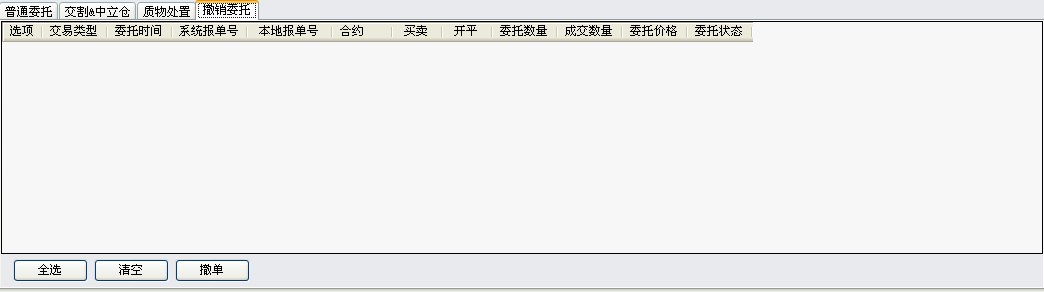 普通委托 交割&中立仓 质物处置 撤销委托
选项 交易类型 委托时间 系统报单号 本地报单号 合约 买卖 开平 委托数量 成交数量 委托价格 委托状态
全选 清空 撤单